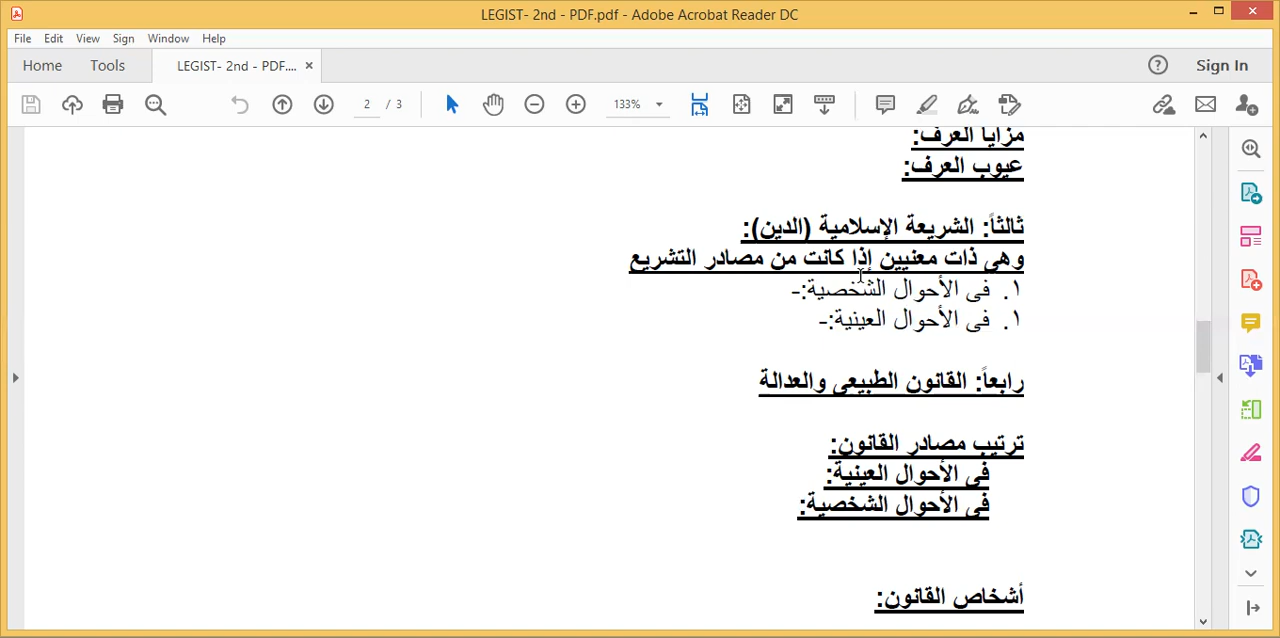 LEGIST- 2nd - PDF.pdf - Adobe Acrobat Reader DC
File Edit View Sign Window Help
Home Tools LEGIST- 2nd - PDF.... × Sign In
2 / 3 133%
مزايا العرف:
عيوب العرف:
ثالثاً: الشريعة الإسلامية (الدين):
وهى ذات معنيين إذا كانت من مصادر التشريع
١. فى الأحوال الشخصية:-
١. فى الأحوال العينية:-
رابعاً: القانون الطبيعى والعدالة
ترتيب مصادر القانون:
فى الأحوال العينية:
فى الأحوال الشخصية:
أشخاص القانون: